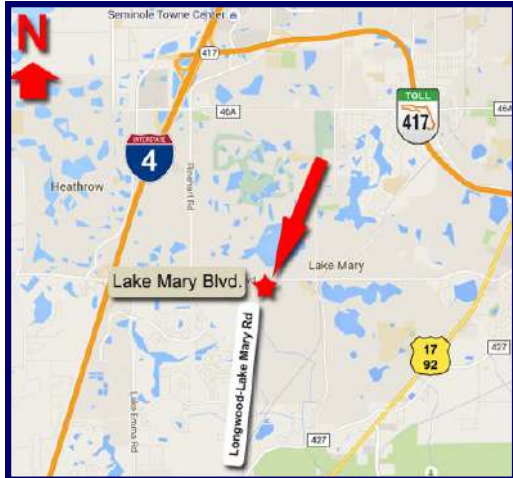 Seminole Towne Center
N
417
46A
46A
TOLL
417
INTERSTATE
4
Rinehart Rd
Heathrow
Lake Mary
Lake Mary Blvd.
Longwood-Lake Mary Rd
17
92
427
Lake Emma Rd
427